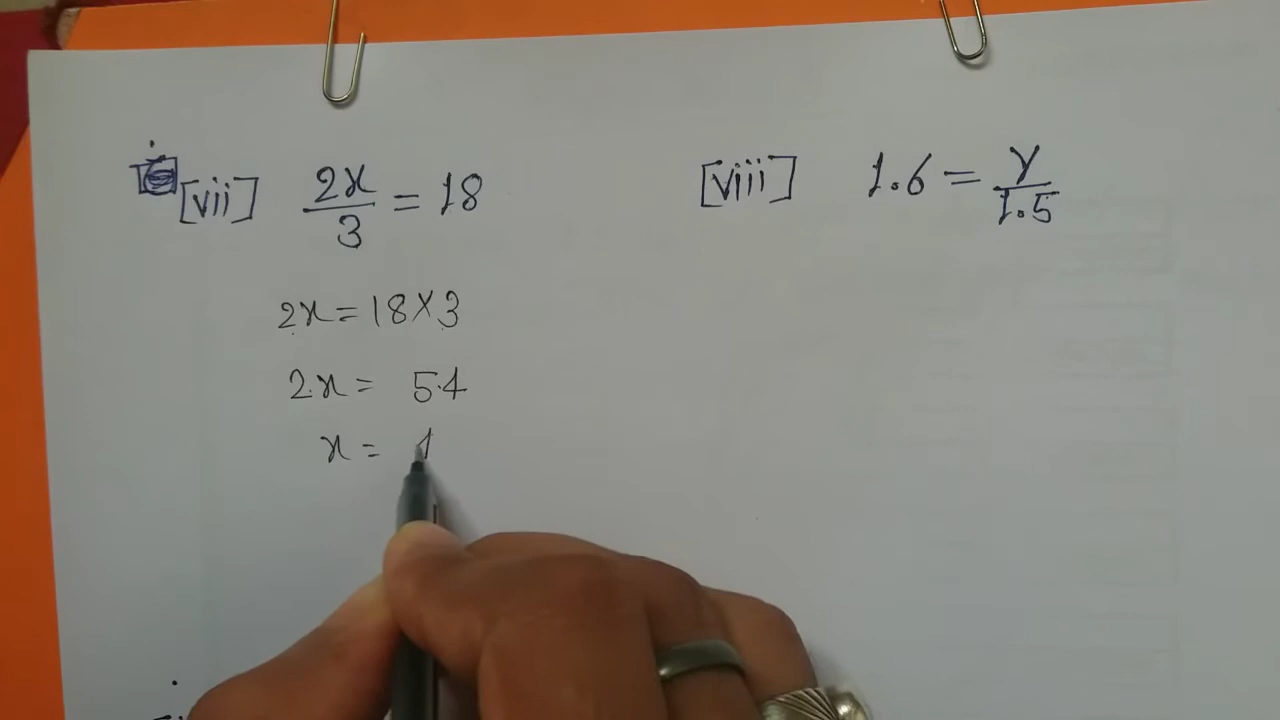 [vii] 2x/3 = 18
2x = 18 × 3
2x = 54
x =
[viii] 1.6 = y/1.5